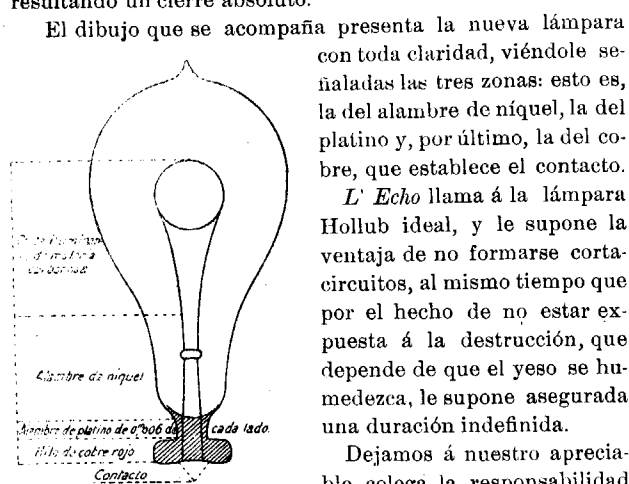 resultando un cierre absoluto.
El dibujo que se acompaña presenta la nueva lámpara
con toda claridad, viéndole se-
ñaladas las tres zonas: esto es,
la del alambre de níquel, la del
platino y, por último, la del co-
bre, que establece el contacto.
L' Echo llama á la lámpara
Hollub ideal, y le supone la
ventaja de no formarse corta-
circuitos, al mismo tiempo que
por el hecho de no estar ex-
puesta á la destrucción, que
depende de que el yeso se hu-
medezca, le supone asegurada
una duración indefinida.
Dejamos á nuestro aprecia-
ble colega la responsabilidad
Alambre de niquel
Alambre de platino de 0,m006 de cada lado.
Hilo de cobre rojo
Contacto